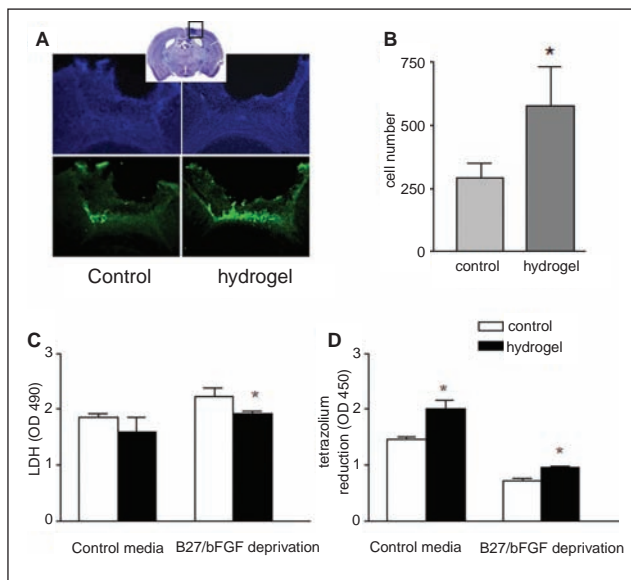 A
Control
hydrogel
B
*
750
500
250
0
cell number
control
hydrogel
C
3
2
1
0
LDH (OD 490)
*
Control media
B27/bFGF deprivation
D
control
hydrogel
3
2
1
0
tetrazolium
reduction (OD 450)
*
*
Control media
B27/bFGF deprivation